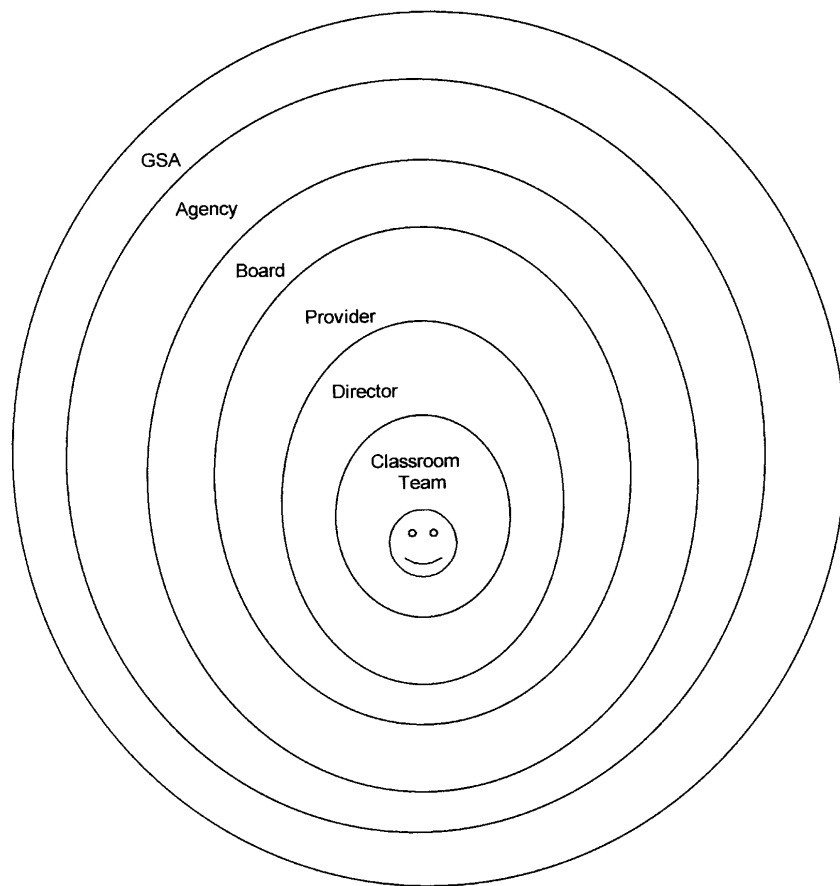 GSA
Agency
Board
Provider
Director
Classroom
Team